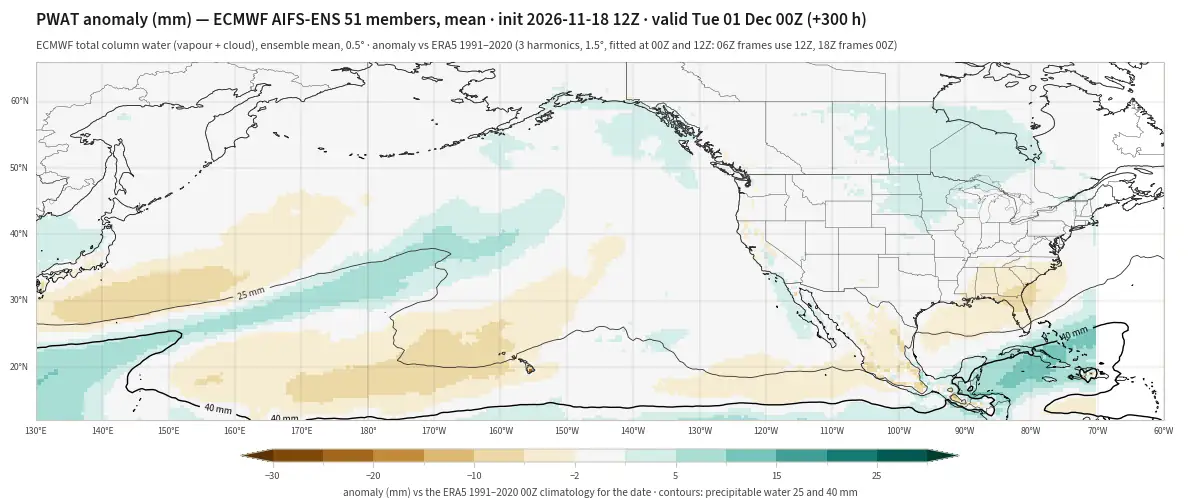 PWAT anomaly (mm) — ECMWF AIFS-ENS 51 members, mean · init 2026-11-18 12Z · valid Tue 01 Dec 00Z (+300 h)
ECMWF total column water (vapour + cloud), ensemble mean, 0.5° · anomaly vs ERA5 1991–2020 (3 harmonics, 1.5°, fitted at 00Z and 12Z: 06Z frames use 12Z, 18Z frames 00Z)
60°N
50°N
40°N
30°N
20°N
25 mm
40 mm
40 mm
40 mm
130°E 140°E 150°E 160°E 170°E 180° 170°W 160°W 150°W 140°W 130°W 120°W 110°W 100°W 90°W 80°W 70°W 60°W
−30 −20 −10 −2 5 15 25
anomaly (mm) vs the ERA5 1991–2020 00Z climatology for the date · contours: precipitable water 25 and 40 mm